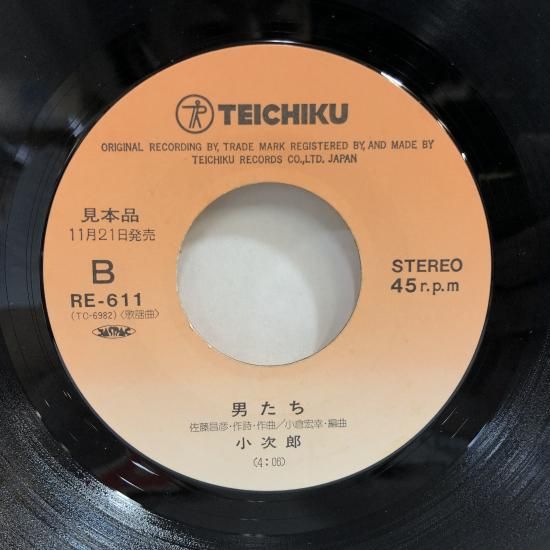 TEICHIKU
ORIGINAL RECORDING BY, TRADE MARK REGISTERED BY, AND MADE BY
TEICHIKU RECORDS CO.,LTD. JAPAN
見本品
11月21日発売
B
RE-611
(TC-6982)〈歌謡曲〉
JASRAC
STEREO
45 r.p.m
男たち
佐藤昌彦・作詩・作曲／小倉宏幸・編曲
小次郎
(4:06)